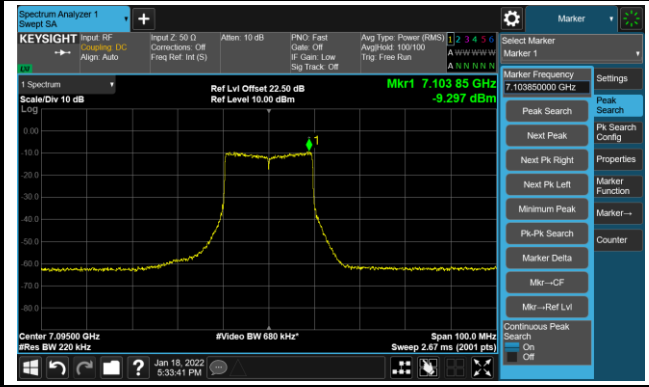 Spectrum Analyzer 1
Swept SA
+
Marker
KEYSIGHT
Input: RF
Coupling: DC
Align: Auto
Input Z: 50 Ω
Corrections: Off
Freq Ref: Int (S)
Atten: 10 dB
PNO: Fast
Gate: Off
IF Gain: Low
Sig Track: Off
Avg Type: Power (RMS)
Avg|Hold: 100/100
Trig: Free Run
1 2 3 4 5 6
A W W W W W
A N N N N N
LV
Select Marker
Marker 1
1 Spectrum
Scale/Div 10 dB
Log
Ref Lvl Offset 22.50 dB
Ref Level 10.00 dBm
Mkr1 7.103 85 GHz
-9.297 dBm
1
0.00
-10.0
-20.0
-30.0
-40.0
-50.0
-60.0
-70.0
-80.0
Center 7.09500 GHz
#Res BW 220 kHz
#Video BW 680 kHz*
Span 100.0 MHz
Sweep 2.67 ms (2001 pts)
Marker Frequency
7.103850000 GHz
Peak Search
Next Peak
Next Pk Right
Next Pk Left
Minimum Peak
Pk-Pk Search
Marker Delta
Mkr→CF
Mkr→Ref Lvl
Continuous Peak
Search
On
Off
Settings
Peak
Search
Pk Search
Config
Properties
Marker
Function
Marker→
Counter
?
Jan 18, 2022
5:33:41 PM